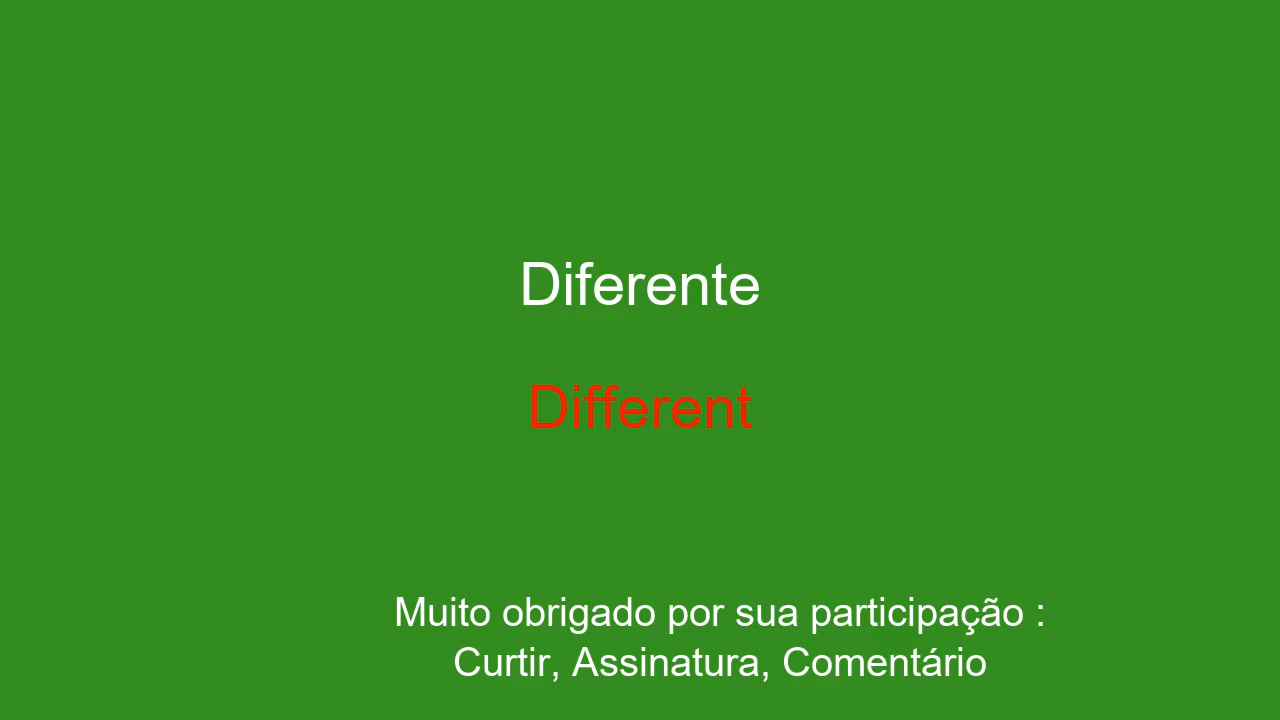 Diferente
Different
Muito obrigado por sua participação :
Curtir, Assinatura, Comentário